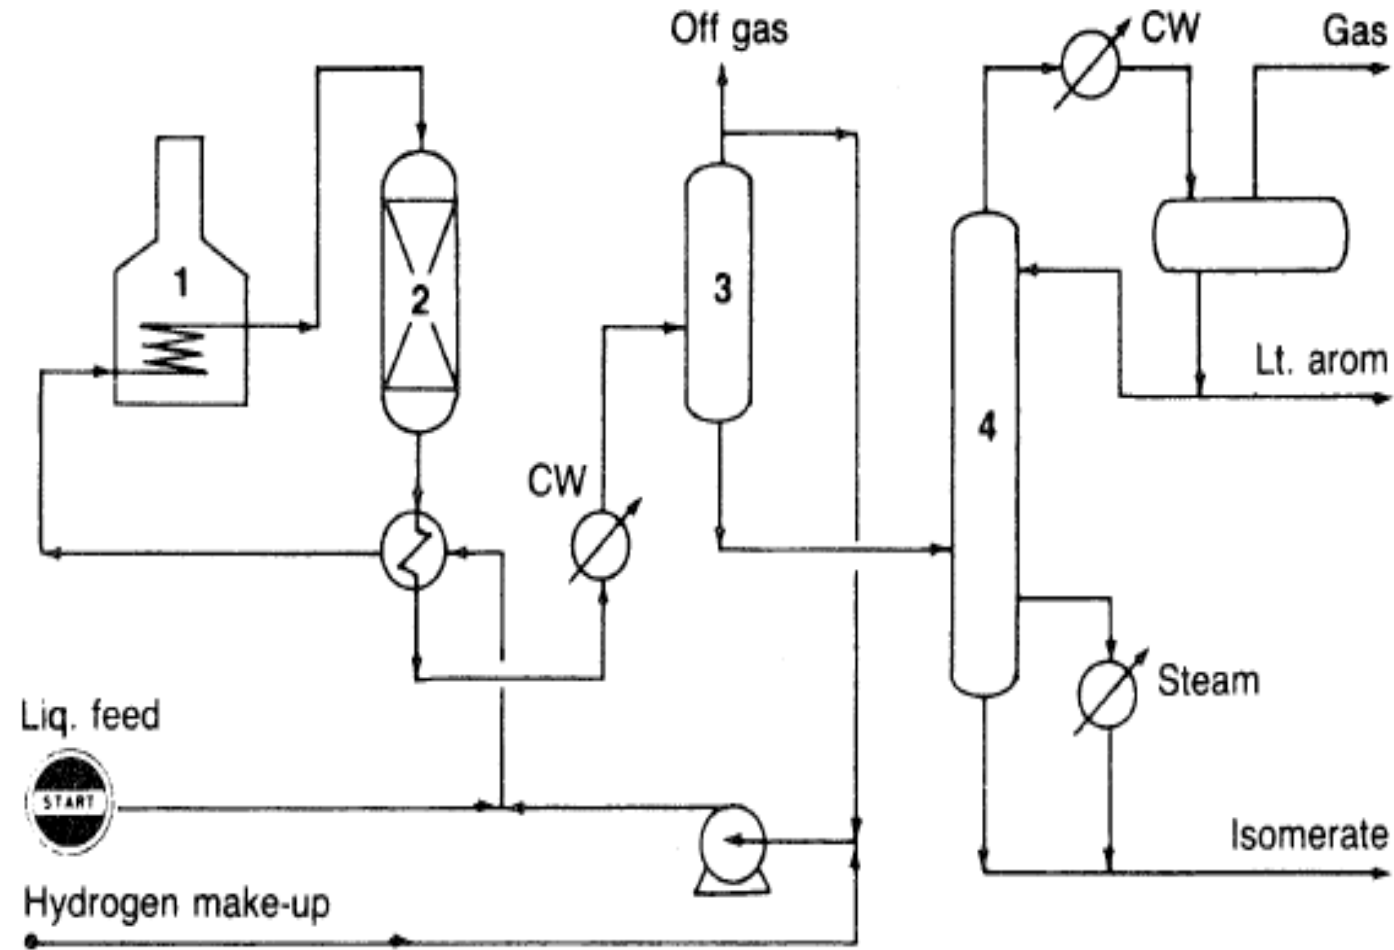 Off gas
CW
Gas
1
2
3
Lt. arom
4
CW
Steam
Liq. feed
START
Isomerate
Hydrogen make-up